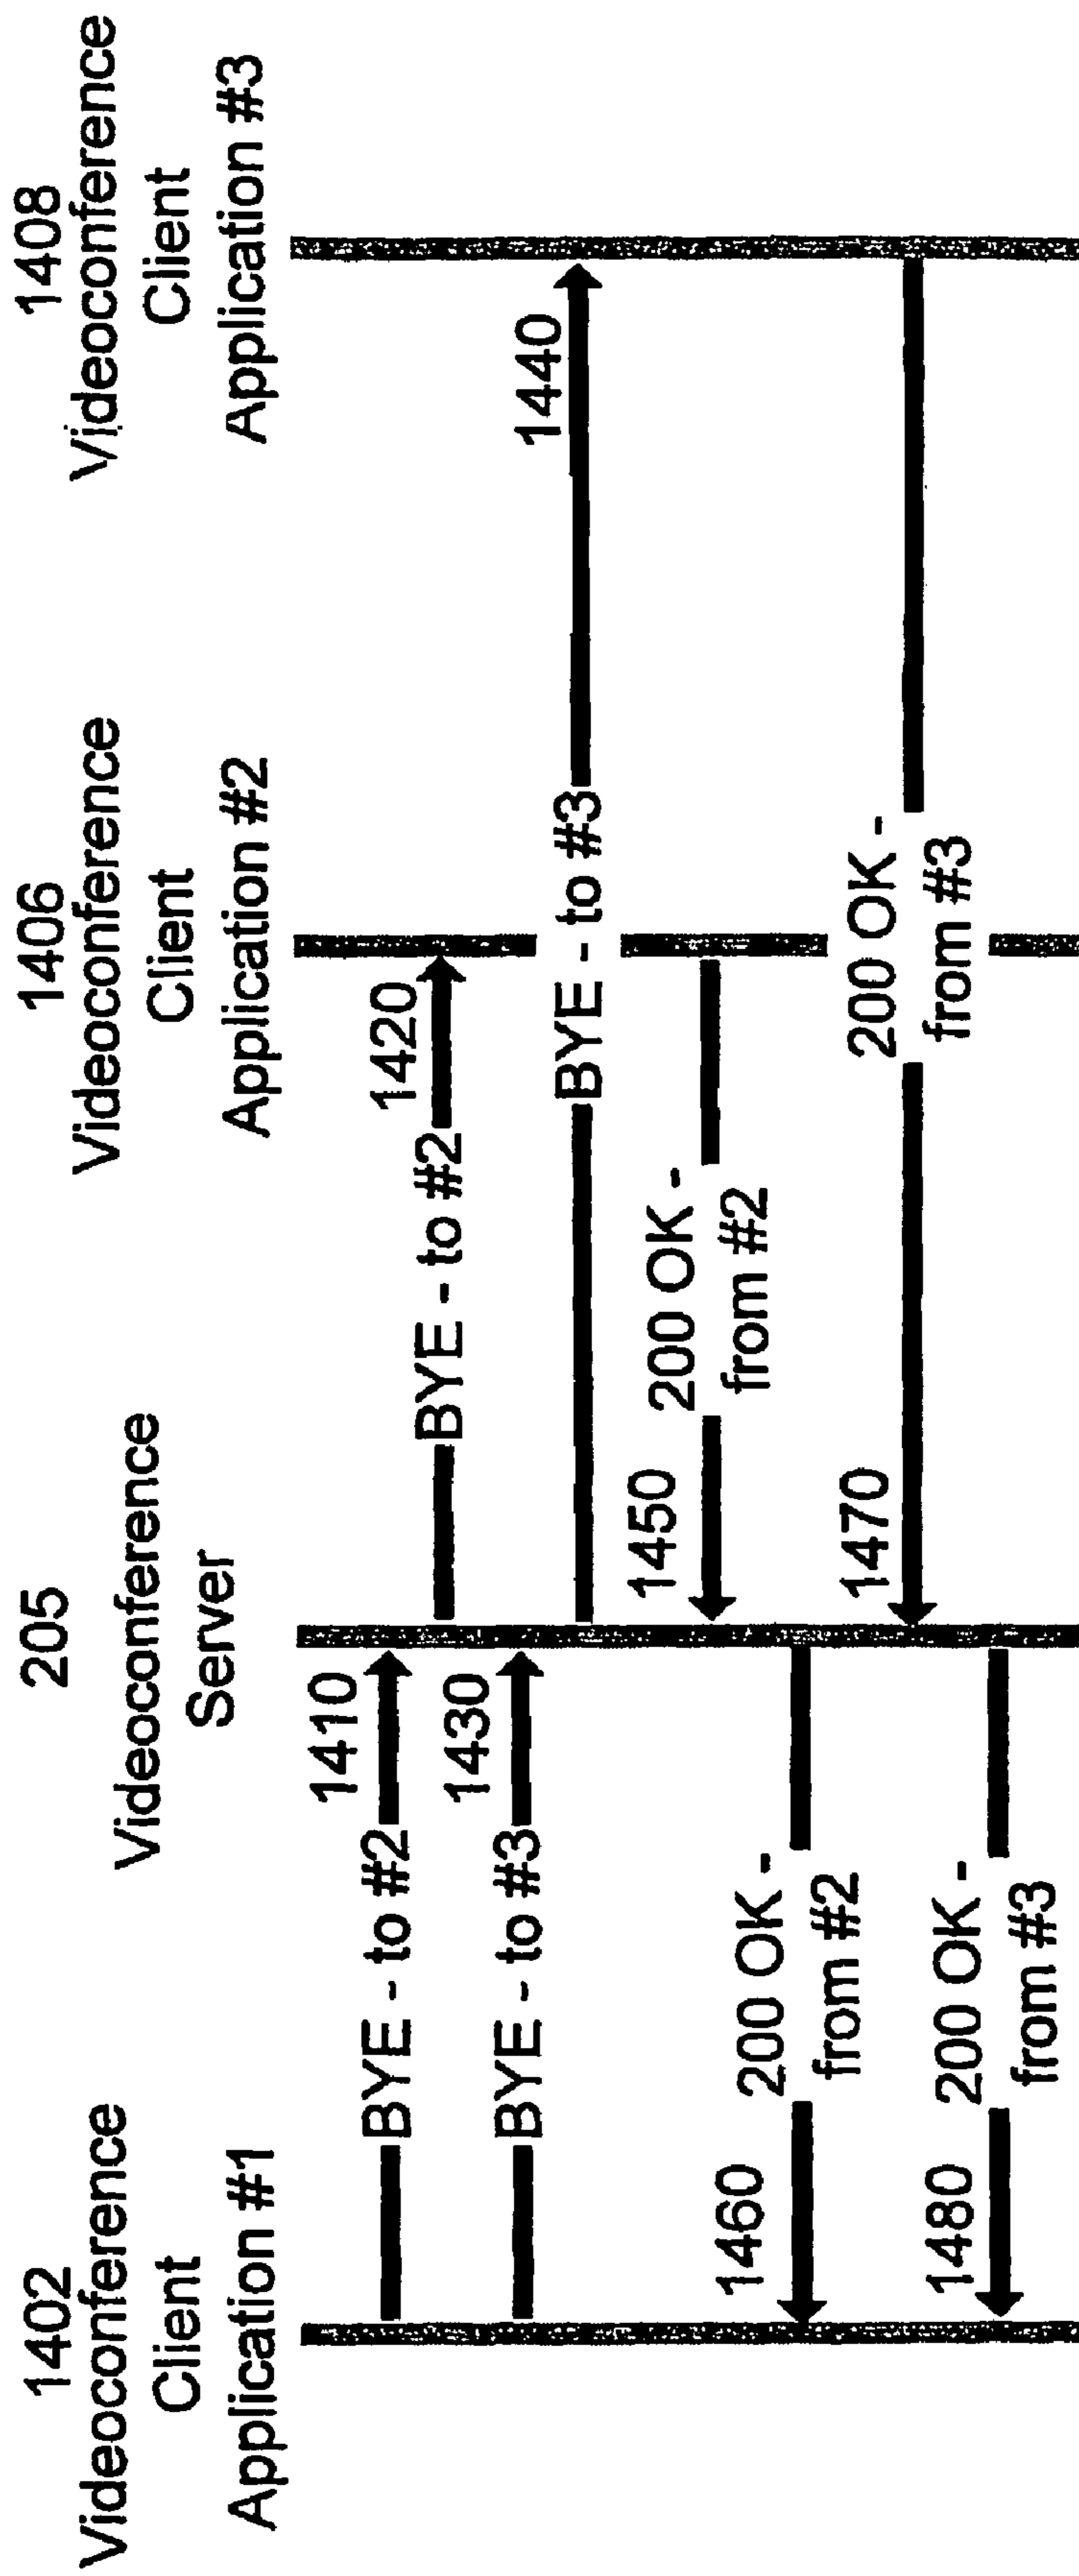 1402
Videoconference
Client
Application #1
205
Videoconference
Server
1406
Videoconference
Client
Application #2
1408
Videoconference
Client
Application #3
BYE - to #2
1410
BYE - to #2
1420
BYE - to #3
1430
BYE - to #3
1440
1450
200 OK -
from #2
1460
200 OK -
from #2
1470
200 OK -
from #3
1480
200 OK -
from #3